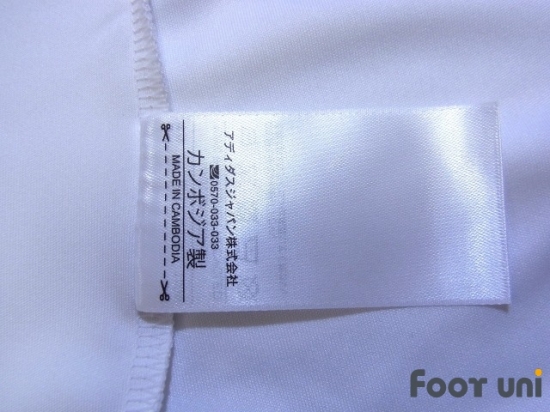 アディダスジャパン株式会社
0570-033-033
カンボジア製
MADE IN CAMBODIA
FOOT UNI